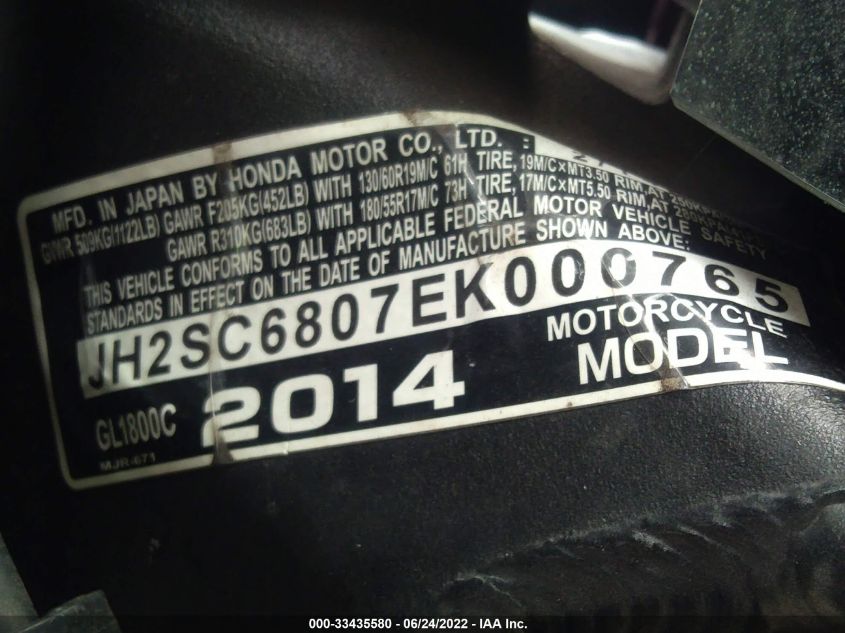 MFD. IN JAPAN BY HONDA MOTOR CO., LTD. :
GVWR 509KG(1122LB) GAWR F205KG(452LB) WITH 130/60R19M/C 61H TIRE, 19M/C×MT3.50 RIM, AT 250KPA
GAWR R310KG(683LB) WITH 180/55R17M/C 73H TIRE, 17M/C×MT5.50 RIM, AT 280KPA
THIS VEHICLE CONFORMS TO ALL APPLICABLE FEDERAL MOTOR VEHICLE SAFETY
STANDARDS IN EFFECT ON THE DATE OF MANUFACTURE SHOWN ABOVE:
JH2SC6807EK000765
MOTORCYCLE
GL1800C 2014 MODEL
MJR-671
000-33435580 - 06/24/2022 - IAA Inc.